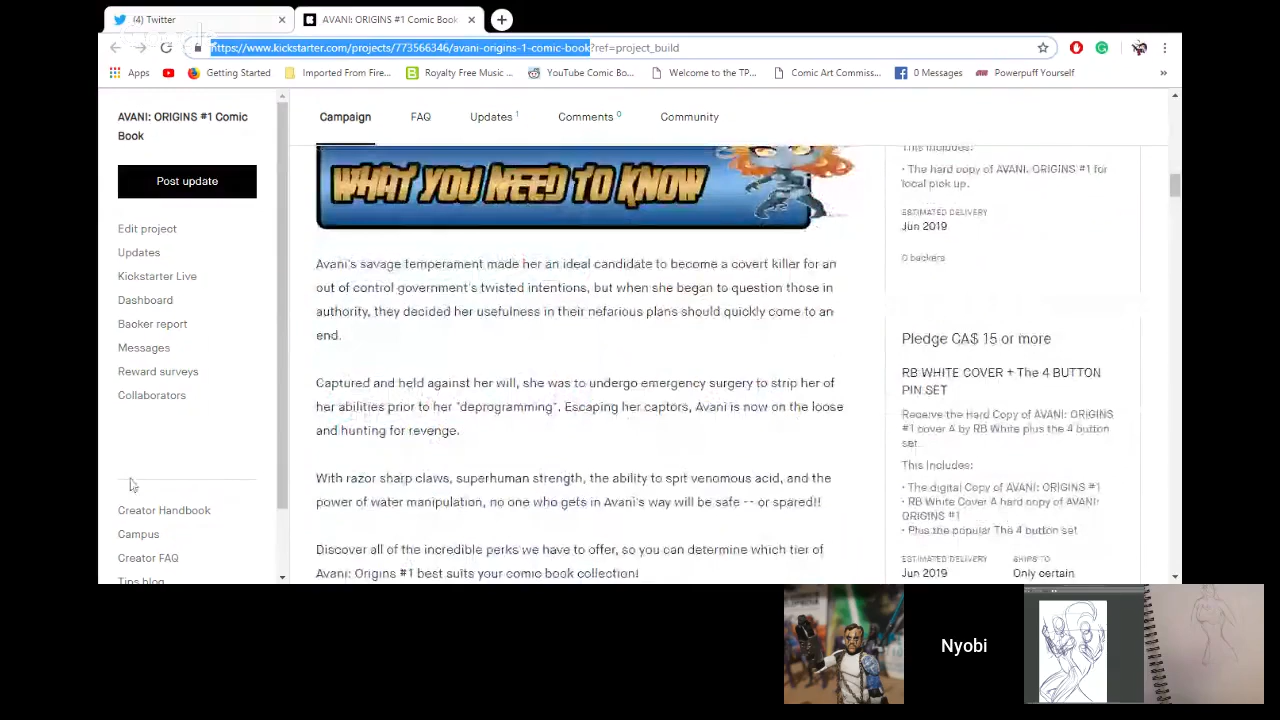 (4) Twitter
AVANI: ORIGINS #1 Comic Book
https://www.kickstarter.com/projects/773566346/avani-origins-1-comic-book?ref=project_build
Apps
Getting Started
Imported From Fire...
Royalty Free Music ...
YouTube Comic Bo...
Welcome to the TP...
Comic Art Commiss...
0 Messages
Powerpuff Yourself
AVANI: ORIGINS #1 Comic
Book
Post update
Edit project
Updates
Kickstarter Live
Dashboard
Backer report
Messages
Reward surveys
Collaborators
Creator Handbook
Campus
Creator FAQ
Tips blog
Campaign
FAQ
Updates 1
Comments 0
Community
WHAT YOU NEED TO KNOW
Avani's savage temperament made her an ideal candidate to become a covert killer for an
out of control government's twisted intentions, but when she began to question those in
authority, they decided her usefulness in their nefarious plans should quickly come to an
end.
Captured and held against her will, she was to undergo emergency surgery to strip her of
her abilities prior to her "deprogramming". Escaping her captors, Avani is now on the loose
and hunting for revenge.
With razor sharp claws, superhuman strength, the ability to spit venomous acid, and the
power of water manipulation, no one who gets in Avani's way will be safe -- or spared!!
Discover all of the incredible perks we have to offer, so you can determine which tier of
Avani: Origins #1 best suits your comic book collection!
This Includes:
• The hard copy of AVANI: ORIGINS #1 for
local pick up.
ESTIMATED DELIVERY
Jun 2019
0 backers
Pledge CA$ 15 or more
RB WHITE COVER + The 4 BUTTON
PIN SET
Receive the Hard Copy of AVANI: ORIGINS
#1 cover A by RB White plus the 4 button
set.
This Includes:
• The digital Copy of AVANI: ORIGINS #1
• RB White Cover A hard copy of AVANI:
ORIGINS #1
• Plus the popular The 4 button set
ESTIMATED DELIVERY
SHIPS TO
Jun 2019
Only certain
Nyobi